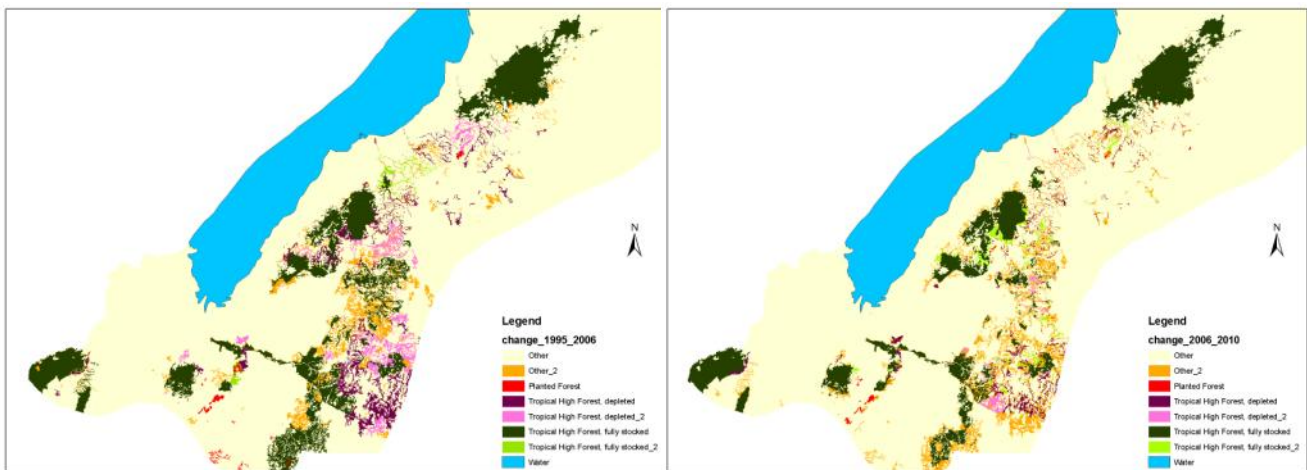 N
Legend
change_1995_2006
Other
Other_2
Planted Forest
Tropical High Forest, depleted
Tropical High Forest, depleted_2
Tropical High Forest, fully stocked
Tropical High Forest, fully stocked_2
Water
N
Legend
change_2006_2010
Other
Other_2
Planted Forest
Tropical High Forest, depleted
Tropical High Forest, depleted_2
Tropical High Forest, fully stocked
Tropical High Forest, fully stocked_2
Water